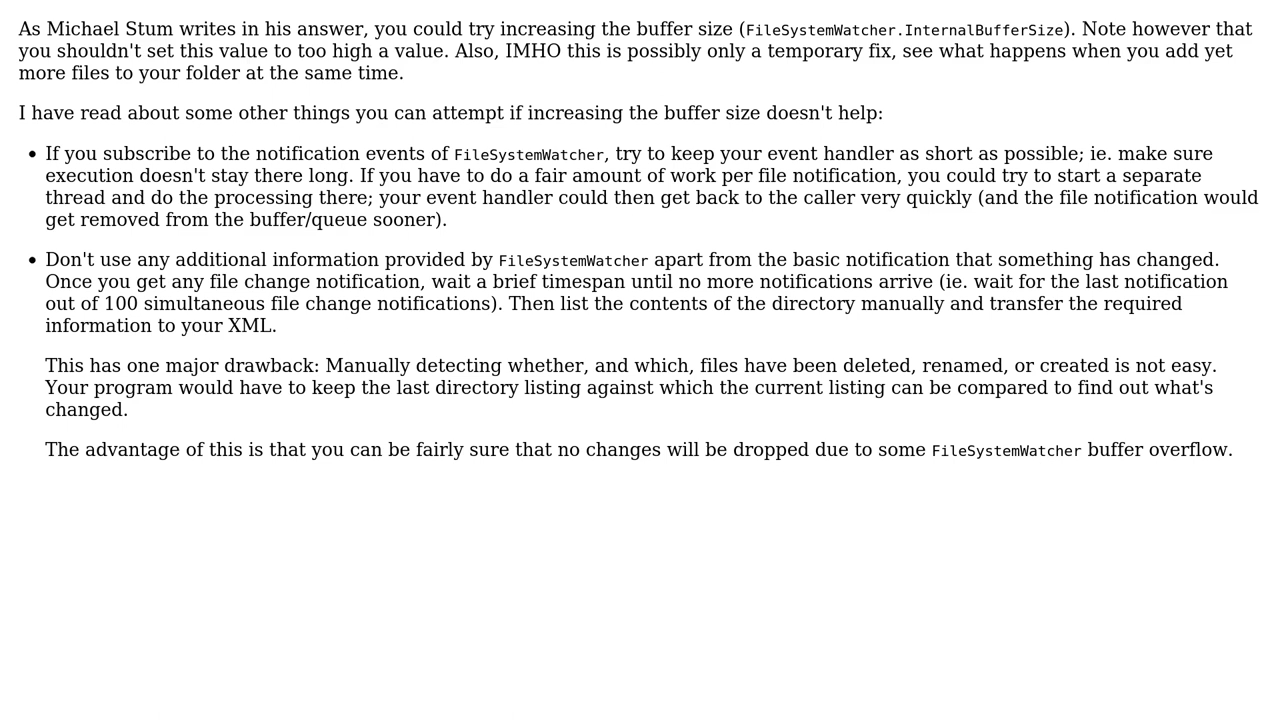 As Michael Stum writes in his answer, you could try increasing the buffer size (FileSystemWatcher.InternalBufferSize). Note however that
you shouldn't set this value to too high a value. Also, IMHO this is possibly only a temporary fix, see what happens when you add yet
more files to your folder at the same time.
I have read about some other things you can attempt if increasing the buffer size doesn't help:
• If you subscribe to the notification events of FileSystemWatcher, try to keep your event handler as short as possible; ie. make sure
execution doesn't stay there long. If you have to do a fair amount of work per file notification, you could try to start a separate
thread and do the processing there; your event handler could then get back to the caller very quickly (and the file notification would
get removed from the buffer/queue sooner).
• Don't use any additional information provided by FileSystemWatcher apart from the basic notification that something has changed.
Once you get any file change notification, wait a brief timespan until no more notifications arrive (ie. wait for the last notification
out of 100 simultaneous file change notifications). Then list the contents of the directory manually and transfer the required
information to your XML.
This has one major drawback: Manually detecting whether, and which, files have been deleted, renamed, or created is not easy.
Your program would have to keep the last directory listing against which the current listing can be compared to find out what's
changed.
The advantage of this is that you can be fairly sure that no changes will be dropped due to some FileSystemWatcher buffer overflow.